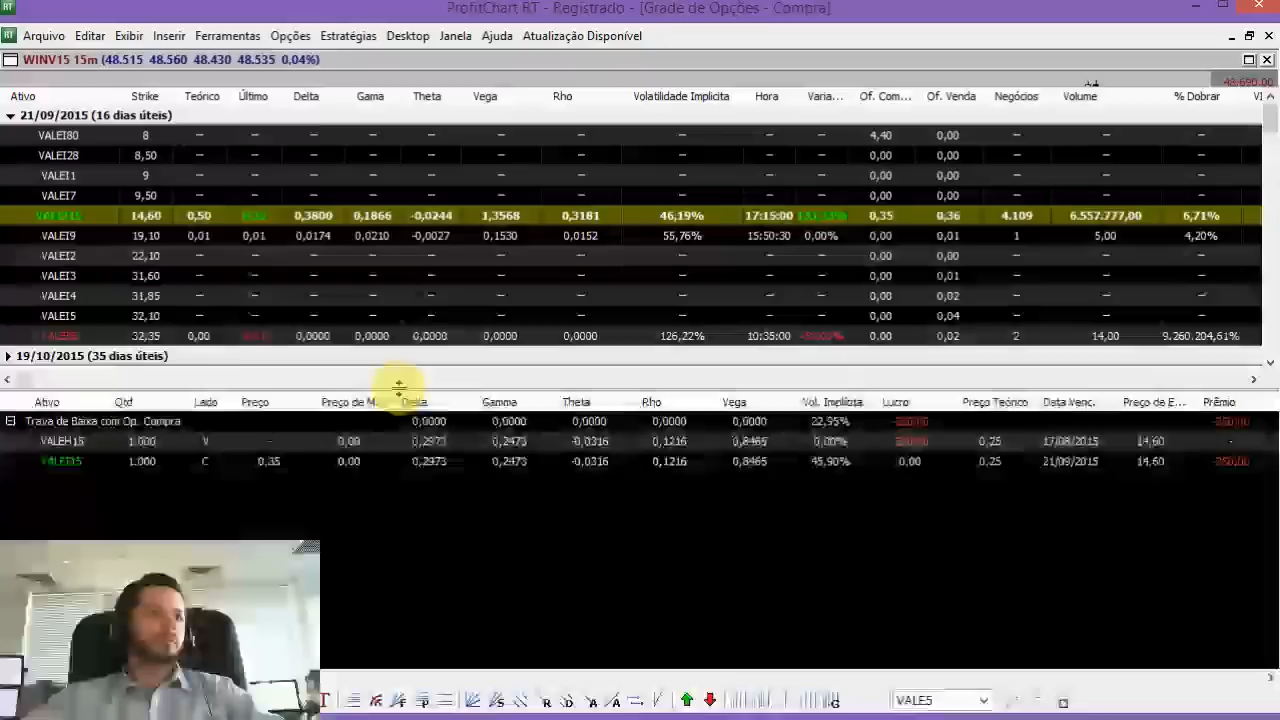 ProfitChart RT - Registrado - [Grade de Opções - Compra]
RT Arquivo Editar Exibir Inserir Ferramentas Opções Estratégias Desktop Janela Ajuda Atualização Disponível
WINV15 15m (48.515 48.560 48.430 48.535 0.04%)
48.690,00
Ativo Strike Teórico Último Delta Gama Theta Vega Rho Volatilidade Implicita Hora Varia... Of. Com... Of. Venda Negócios Volume % Dobrar
21/09/2015 (16 dias úteis)
VALEI80 8 – – – – – – – – – – 4,40 0,00 – – –
VALEI28 8,50 – – – – – – – – – – 0,00 0,00 – – –
VALEI1 9 – – – – – – – – – – 0,00 0,00 – – –
VALEI7 9,50 – – – – – – – – – – 0,00 0,00 – – –
14,60 0,50 0,3800 0,1866 -0,0244 1,3568 0,3181 46,19% 17:15:00 0,35 0,36 4.109 6.557.777,00 6,71%
VALEI9 19,10 0,01 0,01 0,0174 0,0210 -0,0027 0,1530 0,0152 55,76% 15:50:30 0,00% 0,00 0,01 1 5,00 4,20%
VALEI2 22,10 – – – – – – – – – – 0,00 0,00 – – –
VALEI3 31,60 – – – – – – – – – – 0,00 0,01 – – –
VALEI4 31,85 – – – – – – – – – – 0,00 0,02 – – –
VALEI5 32,10 – – – – – – – – – – 0,00 0,04 – – –
32,35 0,00 0,0000 0,0000 0,0000 0,0000 0,0000 126,22% 10:35:00 0,00 0,02 2 14,00 9.260.204,61%
19/10/2015 (35 dias úteis)
Ativo Qtd Lado Preço Preço de M. Delta Gamma Theta Rho Vega Vol. Implízita Lucro Preço Teórico Data Venc. Preço de E... Prêmio
Trava de Baixa com Op. Compra 0,0000 0,0000 0,0000 0,0000 0,0000 22,95%
VALEH15 1.000 V - 0,00 0,2973 0,2473 -0,0316 0,1216 0,8465 0,00% 0,25 17/08/2015 14,60 -
VALEI15 1.000 C 0,35 0,00 0,2973 0,2473 -0,0316 0,1216 0,8465 45,90% 0,00 0,25 21/09/2015 14,60
VALE5